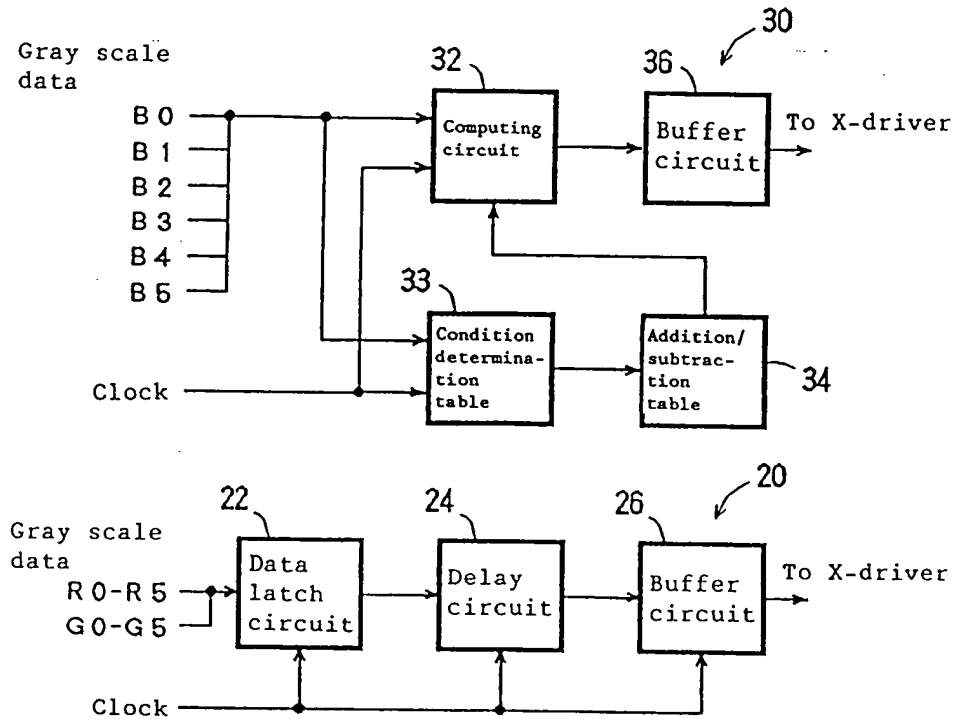 30
Gray scale
data
32
36
B0
B1
B2
B3
B4
B5
Computing
circuit
Buffer
circuit
To X-driver
33
Condition
determina-
tion
table
Addition/
subtrac-
tion
table
34
Clock
20
22
24
26
Gray scale
data
R0-R5
G0-G5
Data
latch
circuit
Delay
circuit
Buffer
circuit
To X-driver
Clock